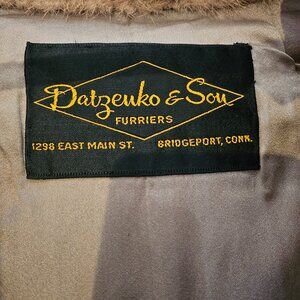 Datzenko & Son
FURRIERS
1298 EAST MAIN ST. BRIDGEPORT, CONN.